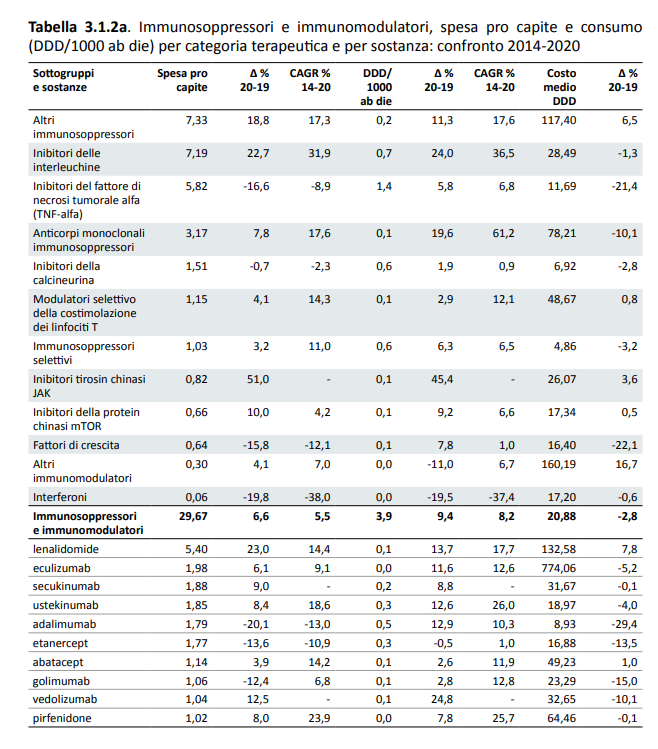 Tabella 3.1.2a. Immunosoppressori e immunomodulatori, spesa pro capite e consumo
(DDD/1000 ab die) per categoria terapeutica e per sostanza: confronto 2014-2020
Sottogruppi e sostanze Spesa pro capite Δ % 20-19 CAGR % 14-20 DDD/ 1000 ab die Δ % 20-19 CAGR % 14-20 Costo medio DDD Δ % 20-19
Altri immunosoppressori 7,33 18,8 17,3 0,2 11,3 17,6 117,40 6,5
Inibitori delle interleuchine 7,19 22,7 31,9 0,7 24,0 36,5 28,49 -1,3
Inibitori del fattore di necrosi tumorale alfa (TNF-alfa) 5,82 -16,6 -8,9 1,4 5,8 6,8 11,69 -21,4
Anticorpi monoclonali immunosoppressori 3,17 7,8 17,6 0,1 19,6 61,2 78,21 -10,1
Inibitori della calcineurina 1,51 -0,7 -2,3 0,6 1,9 0,9 6,92 -2,8
Modulatori selettivo della costimolazione dei linfociti T 1,15 4,1 14,3 0,1 2,9 12,1 48,67 0,8
Immunosoppressori selettivi 1,03 3,2 11,0 0,6 6,3 6,5 4,86 -3,2
Inibitori tirosin chinasi JAK 0,82 51,0 - 0,1 45,4 - 26,07 3,6
Inibitori della protein chinasi mTOR 0,66 10,0 4,2 0,1 9,2 6,6 17,34 0,5
Fattori di crescita 0,64 -15,8 -12,1 0,1 7,8 1,0 16,40 -22,1
Altri immunomodulatori 0,30 4,1 7,0 0,0 -11,0 6,7 160,19 16,7
Interferoni 0,06 -19,8 -38,0 0,0 -19,5 -37,4 17,20 -0,6
Immunosoppressori e immunomodulatori 29,67 6,6 5,5 3,9 9,4 8,2 20,88 -2,8
lenalidomide 5,40 23,0 14,4 0,1 13,7 17,7 132,58 7,8
eculizumab 1,98 6,1 9,1 0,0 11,6 12,6 774,06 -5,2
secukinumab 1,88 9,0 - 0,2 8,8 - 31,67 -0,1
ustekinumab 1,85 8,4 18,6 0,3 12,6 26,0 18,97 -4,0
adalimumab 1,79 -20,1 -13,0 0,5 12,9 10,3 8,93 -29,4
etanercept 1,77 -13,6 -10,9 0,3 -0,5 1,0 16,88 -13,5
abatacept 1,14 3,9 14,2 0,1 2,6 11,9 49,23 1,0
golimumab 1,06 -12,4 6,8 0,1 2,8 12,8 23,29 -15,0
vedolizumab 1,04 12,5 - 0,1 24,8 - 32,65 -10,1
pirfenidone 1,02 8,0 23,9 0,0 7,8 25,7 64,46 -0,1